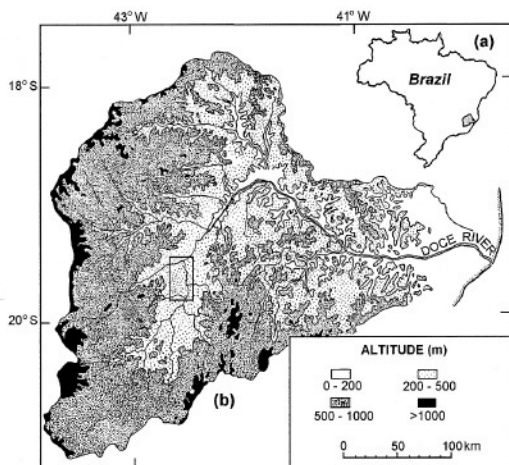 43°W
41°W
(a)
18°S
Brazil
DOCE RIVER
20°S
(b)
ALTITUDE (m)
0 - 200
200 - 500
500 - 1000
>1000
0 50 100 km